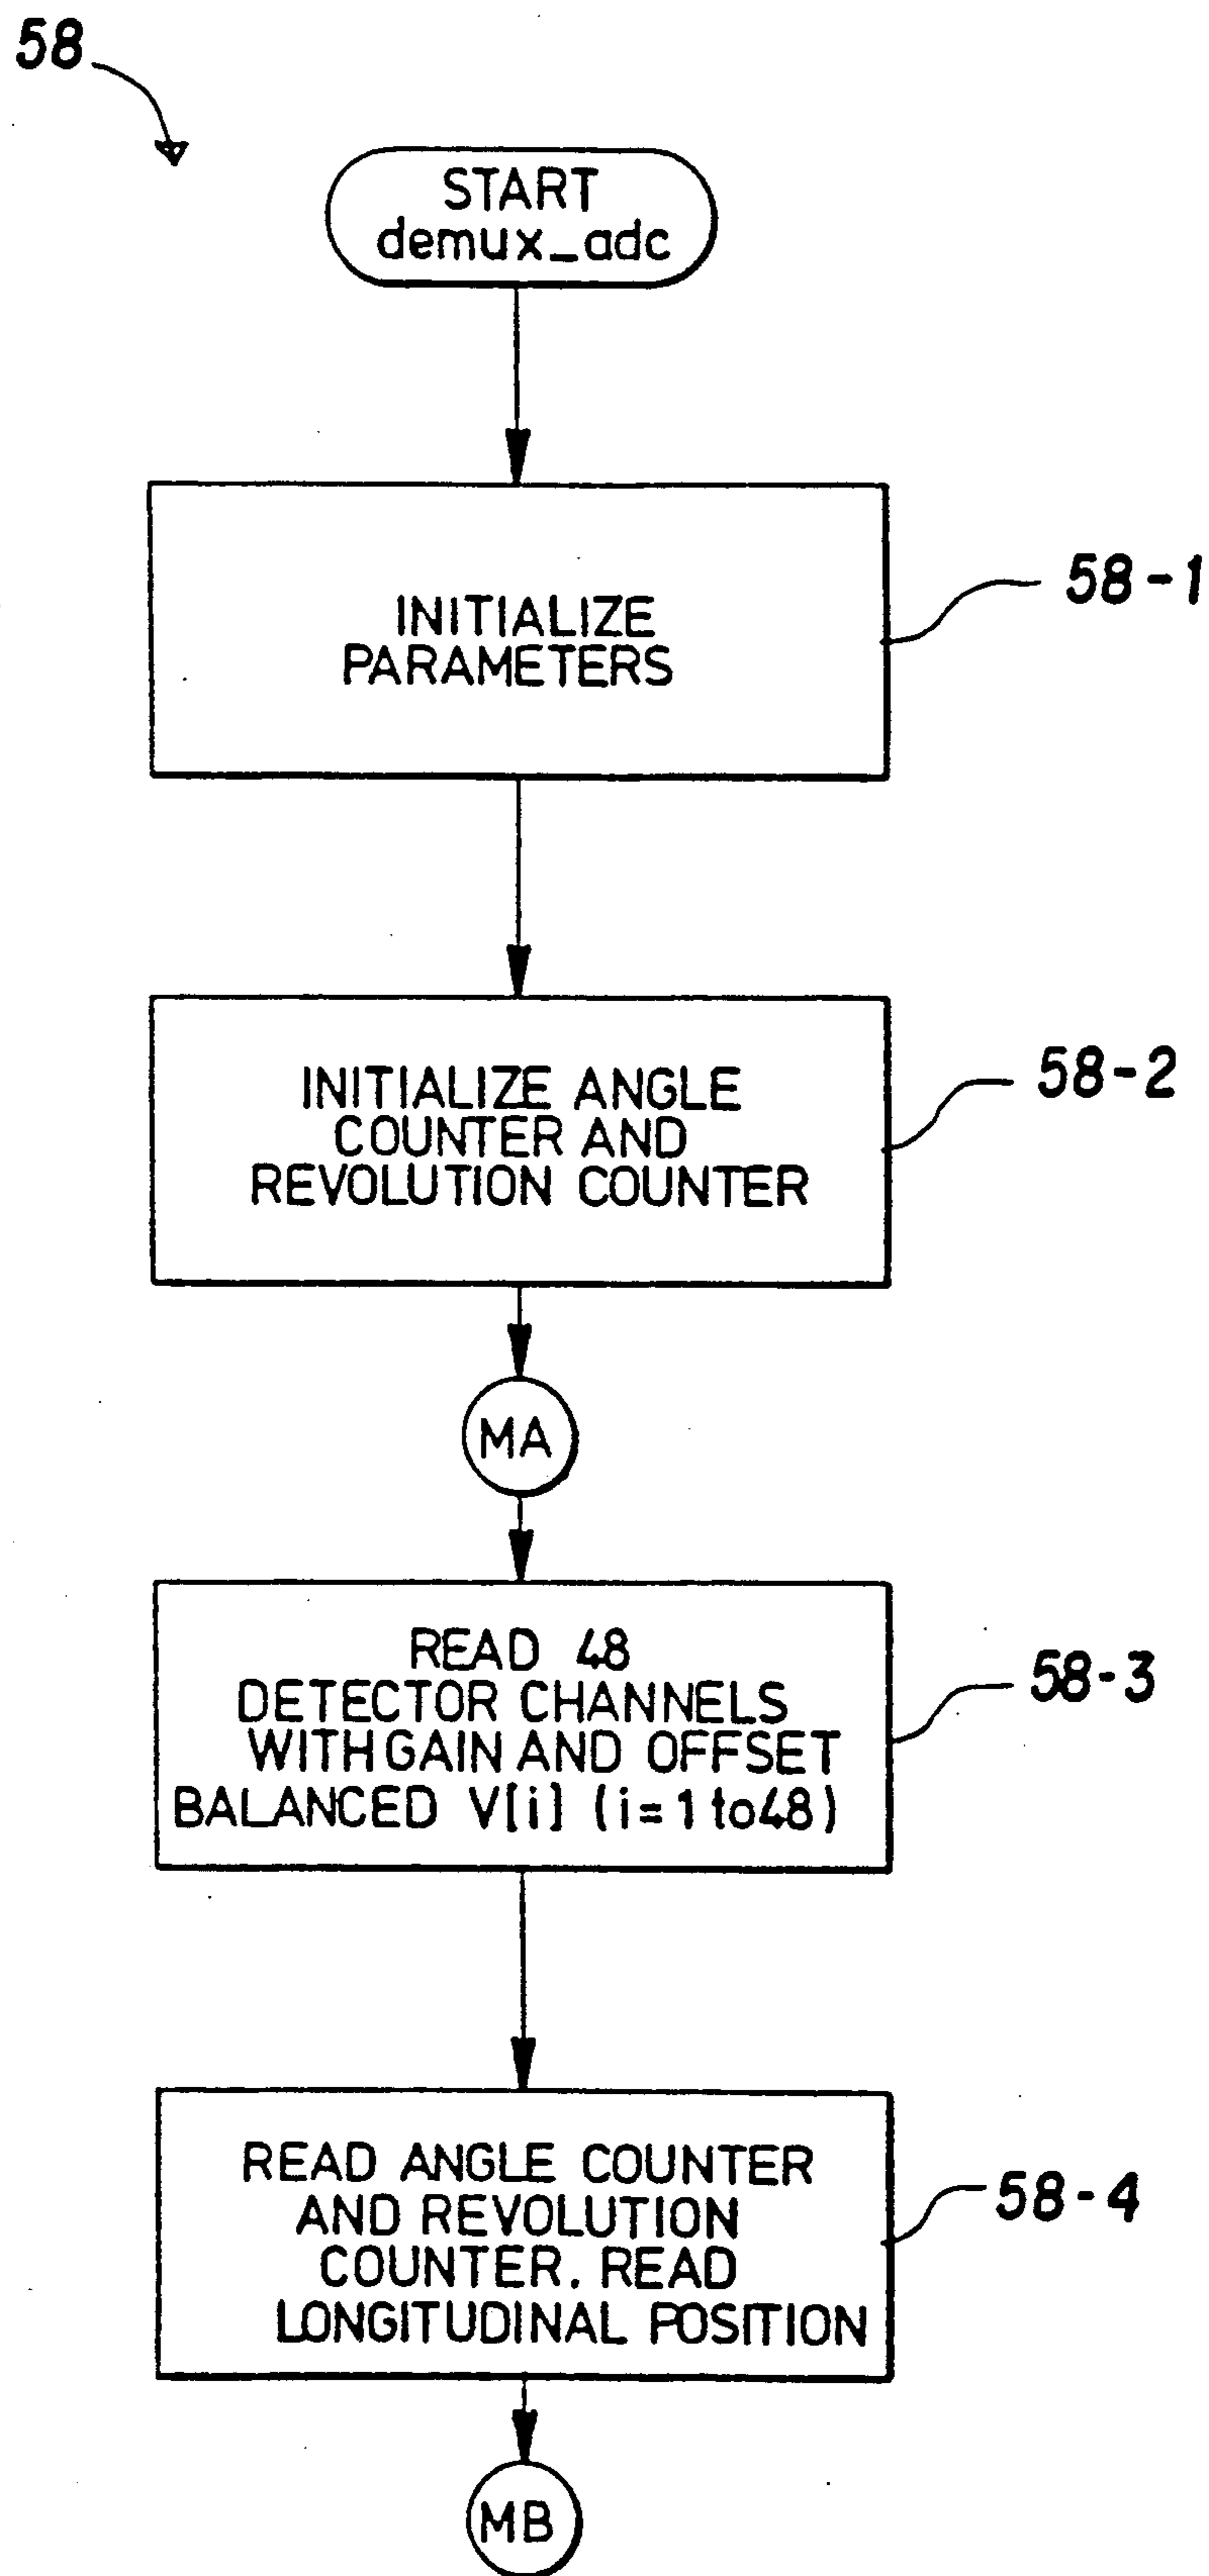 58
START
demux_adc
INITIALIZE
PARAMETERS
58-1
INITIALIZE ANGLE
COUNTER AND
REVOLUTION COUNTER
58-2
MA
READ 48
DETECTOR CHANNELS
WITH GAIN AND OFFSET
BALANCED V[i] (i=1 to 48)
58-3
READ ANGLE COUNTER
AND REVOLUTION
COUNTER. READ
LONGITUDINAL POSITION
58-4
MB